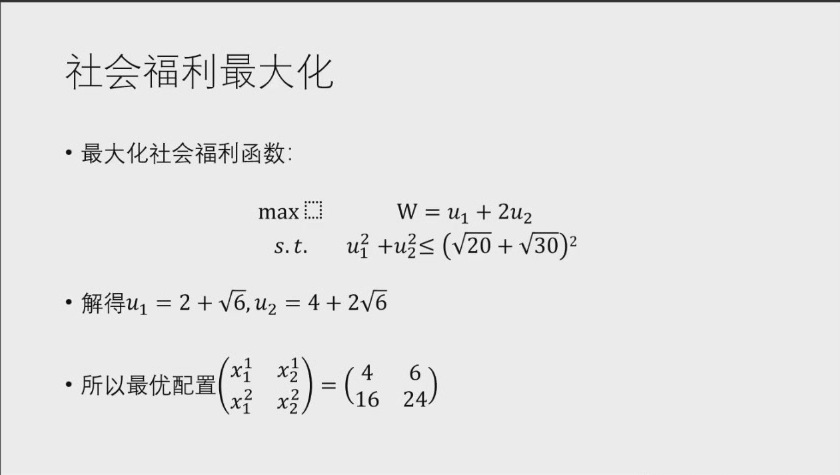 社会福利最大化
• 最大化社会福利函数:
max⬚ W = u₁ + 2u₂
s.t. u₁² +u₂²≤ (√20 + √30)²
• 解得u₁ = 2 + √6, u₂ = 4 + 2√6
• 所以最优配置(x₁¹ x₂¹; x₁² x₂²) = (4 6; 16 24)